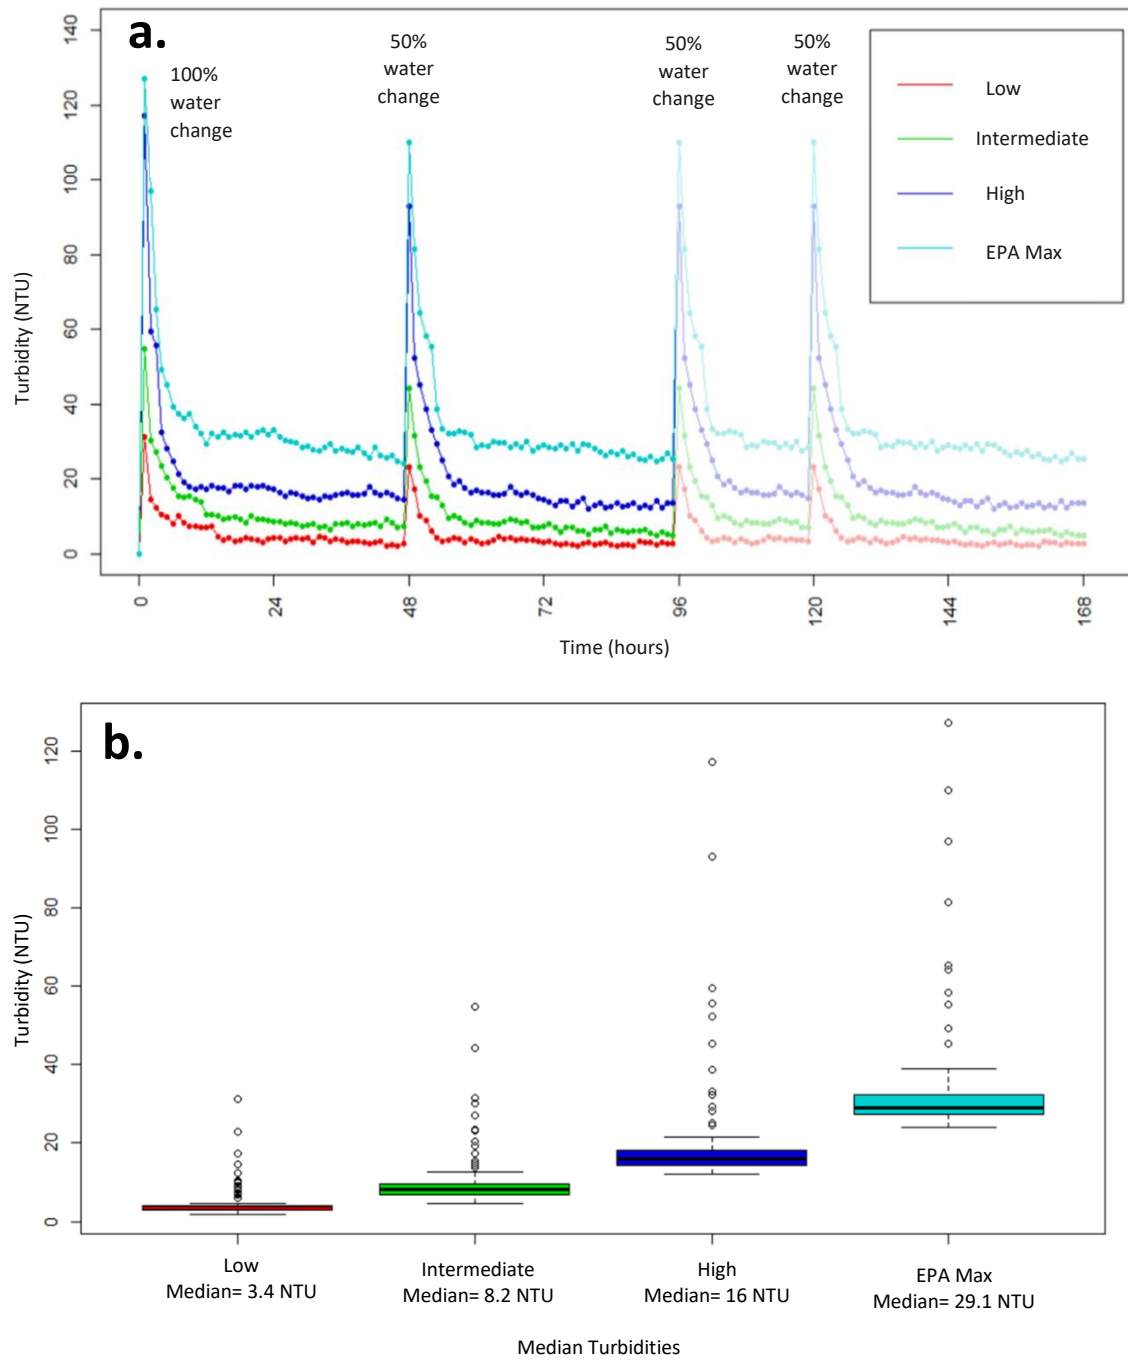 a.
100%
water
change
50%
water
change
50%
water
change
50%
water
change
Low
Intermediate
High
EPA Max
Turbidity (NTU)
140
120
100
80
60
40
20
0
0 24 48 72 96 120 144 168
Time (hours)
b.
Turbidity (NTU)
120
100
80
60
40
20
0
Low
Median= 3.4 NTU
Intermediate
Median= 8.2 NTU
High
Median= 16 NTU
EPA Max
Median= 29.1 NTU
Median Turbidities